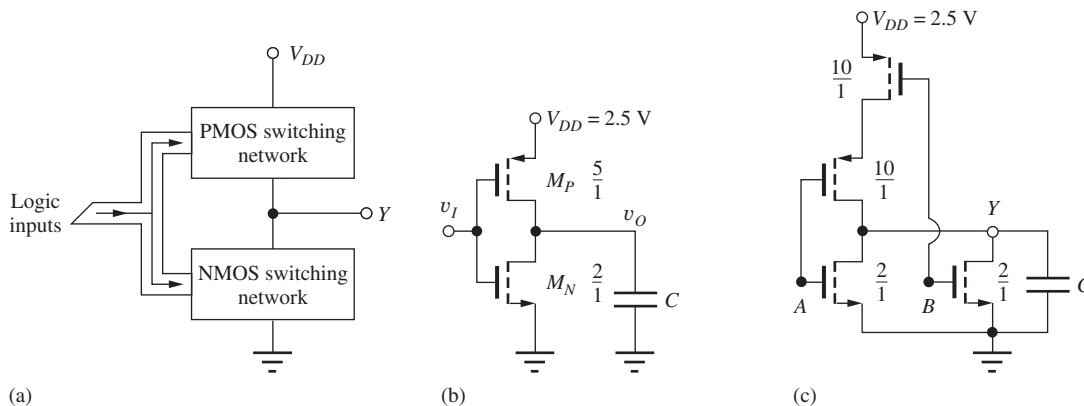 V_DD
PMOS switching
network
Logic
inputs
Y
NMOS switching
network
(a)
V_DD = 2.5 V
M_P 5/1
v_I
v_O
M_N 2/1
C
(b)
V_DD = 2.5 V
10/1
10/1
Y
A
2/1
B
2/1
C
(c)